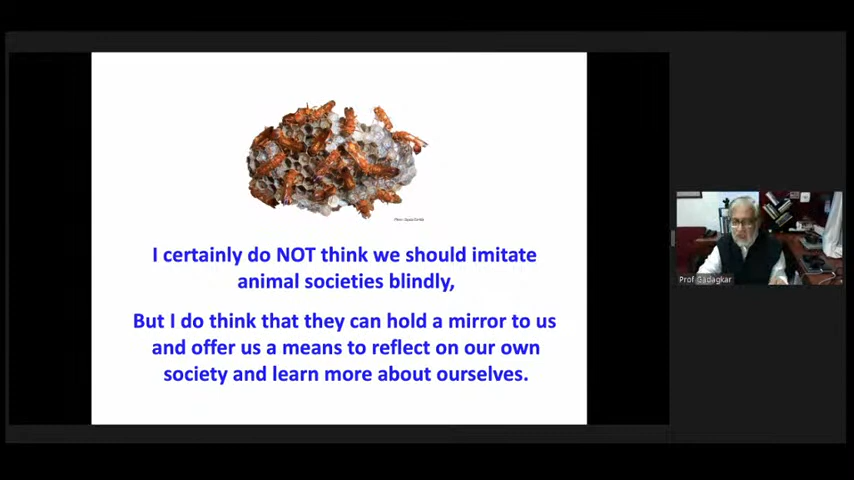 I certainly do NOT think we should imitate
animal societies blindly,
But I do think that they can hold a mirror to us
and offer us a means to reflect on our own
society and learn more about ourselves.
Prof Gadagkar